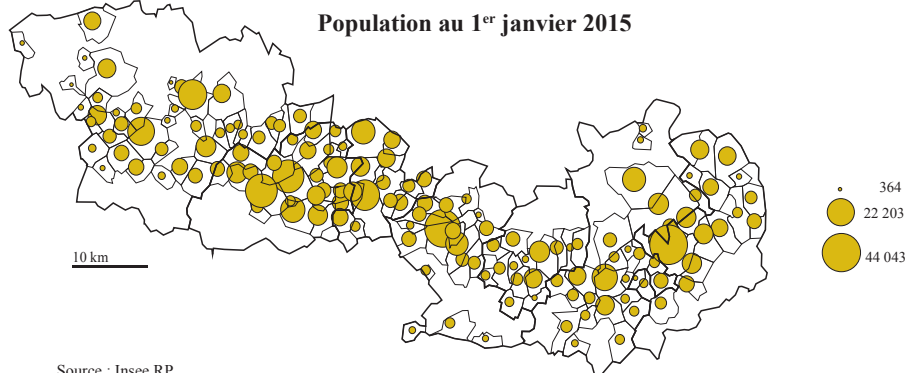 Population au 1er janvier 2015
364
22 203
44 043
10 km
Source : Insee RP